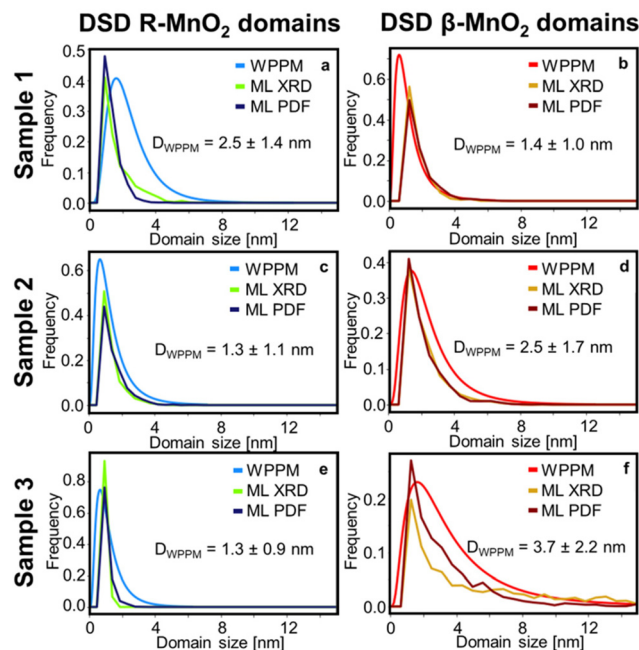 DSD R-MnO₂ domains
DSD β-MnO₂ domains
Sample 1
Frequency
0.5
0.4
0.3
0.2
0.1
0.0
a
WPPM
ML XRD
ML PDF
D_WPPM = 2.5 ± 1.4 nm
0 4 8 12
Domain size [nm]
Frequency
0.6
0.4
0.2
0.0
b
WPPM
ML XRD
ML PDF
D_WPPM = 1.4 ± 1.0 nm
0 4 8 12
Domain size [nm]
Sample 2
Frequency
0.6
0.4
0.2
0.0
c
WPPM
ML XRD
ML PDF
D_WPPM = 1.3 ± 1.1 nm
0 4 8 12
Domain size [nm]
Frequency
0.4
0.3
0.2
0.1
0.0
d
WPPM
ML XRD
ML PDF
D_WPPM = 2.5 ± 1.7 nm
0 4 8 12
Domain size [nm]
Sample 3
Frequency
0.8
0.6
0.4
0.2
0.0
e
WPPM
ML XRD
ML PDF
D_WPPM = 1.3 ± 0.9 nm
0 4 8 12
Domain size [nm]
Frequency
0.2
0.1
0.0
f
WPPM
ML XRD
ML PDF
D_WPPM = 3.7 ± 2.2 nm
0 4 8 12
Domain size [nm]